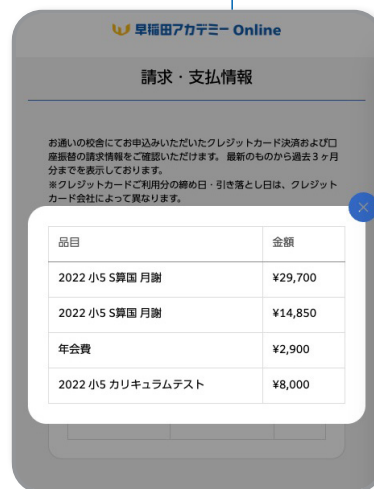 早稲田アカデミー Online
請求・支払情報
お通いの校舎にてお申込みいただいたクレジットカード決済および口
座振替の請求情報をご確認いただけます。 最新のものから過去３ヶ月
分までを表示しております。
※クレジットカードご利用分の締め日・引き落とし日は、クレジット
カード会社によって異なります。
品目 金額
2022 小5 S算国 月謝 ¥29,700
2022 小5 S算国 月謝 ¥14,850
年会費 ¥2,900
2022 小5 カリキュラムテスト ¥8,000